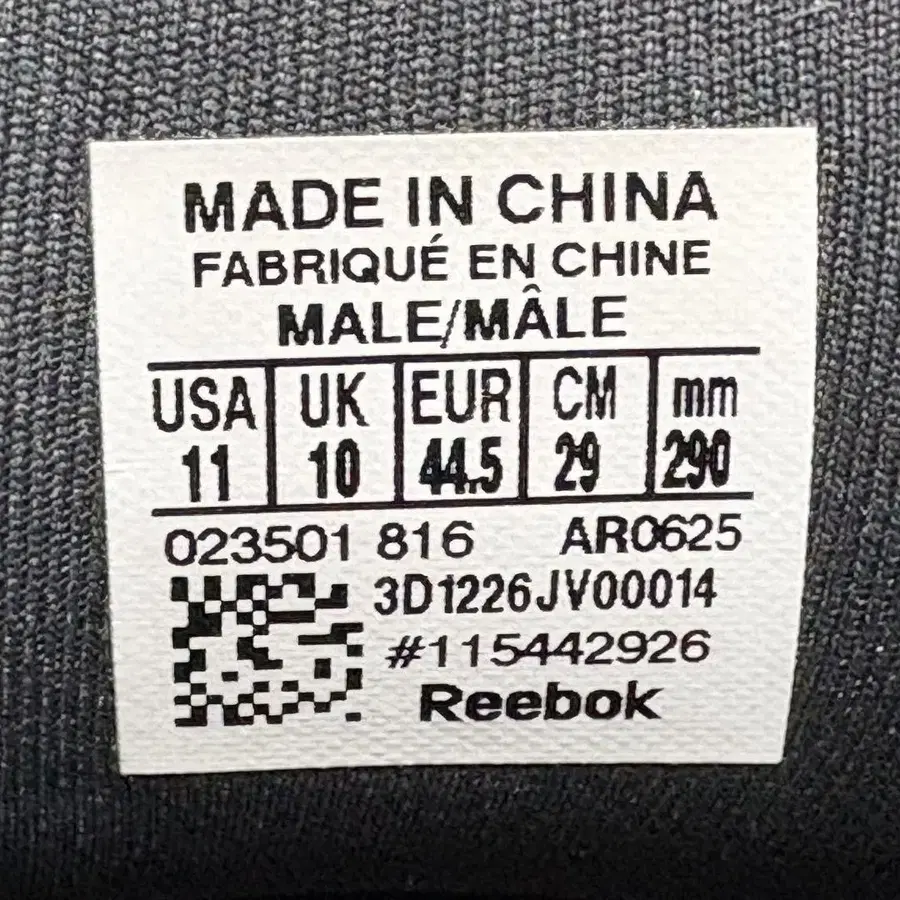 MADE IN CHINA
FABRIQUÉ EN CHINE
MALE/MÂLE
USA UK EUR CM mm
11 10 44.5 29 290
023501 816 AR0625
3D1226JV00014
#115442926
Reebok